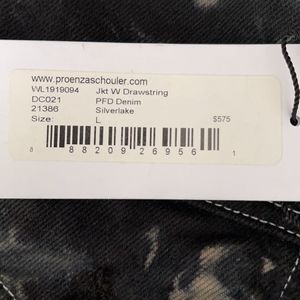 www.proenzaschouler.com
WL1919094 Jkt W Drawstring
DC021 PFD Denim
21386 Silverlake
Size: L $575
8 88209 26956 1